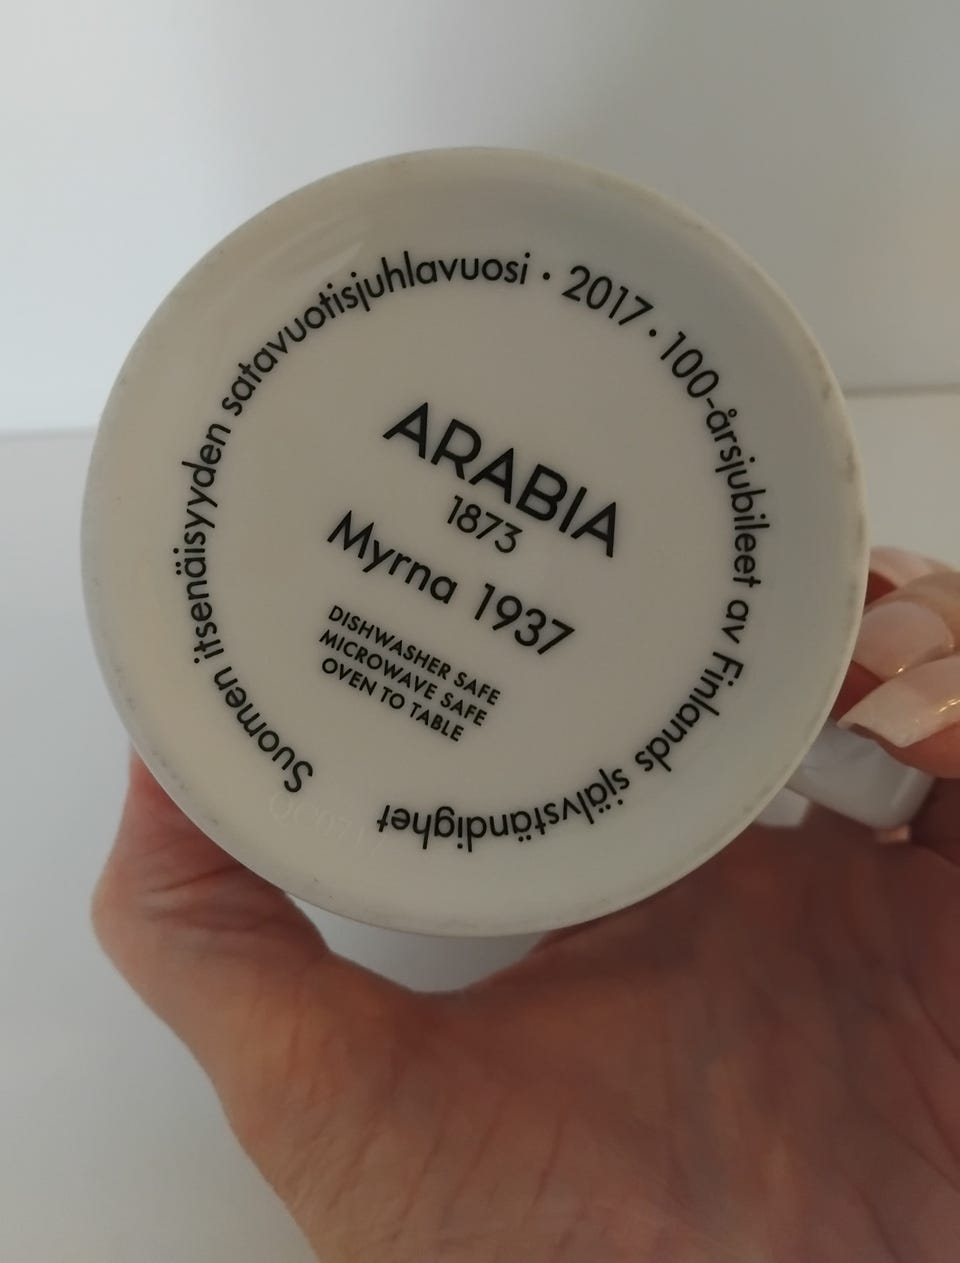 Suomen itsenäisyyden satavuotisjuhlavuosi · 2017 · 100-årsjubileet av Finlands självständighet
ARABIA
1873
Myrna 1937
DISHWASHER SAFE
MICROWAVE SAFE
OVEN TO TABLE